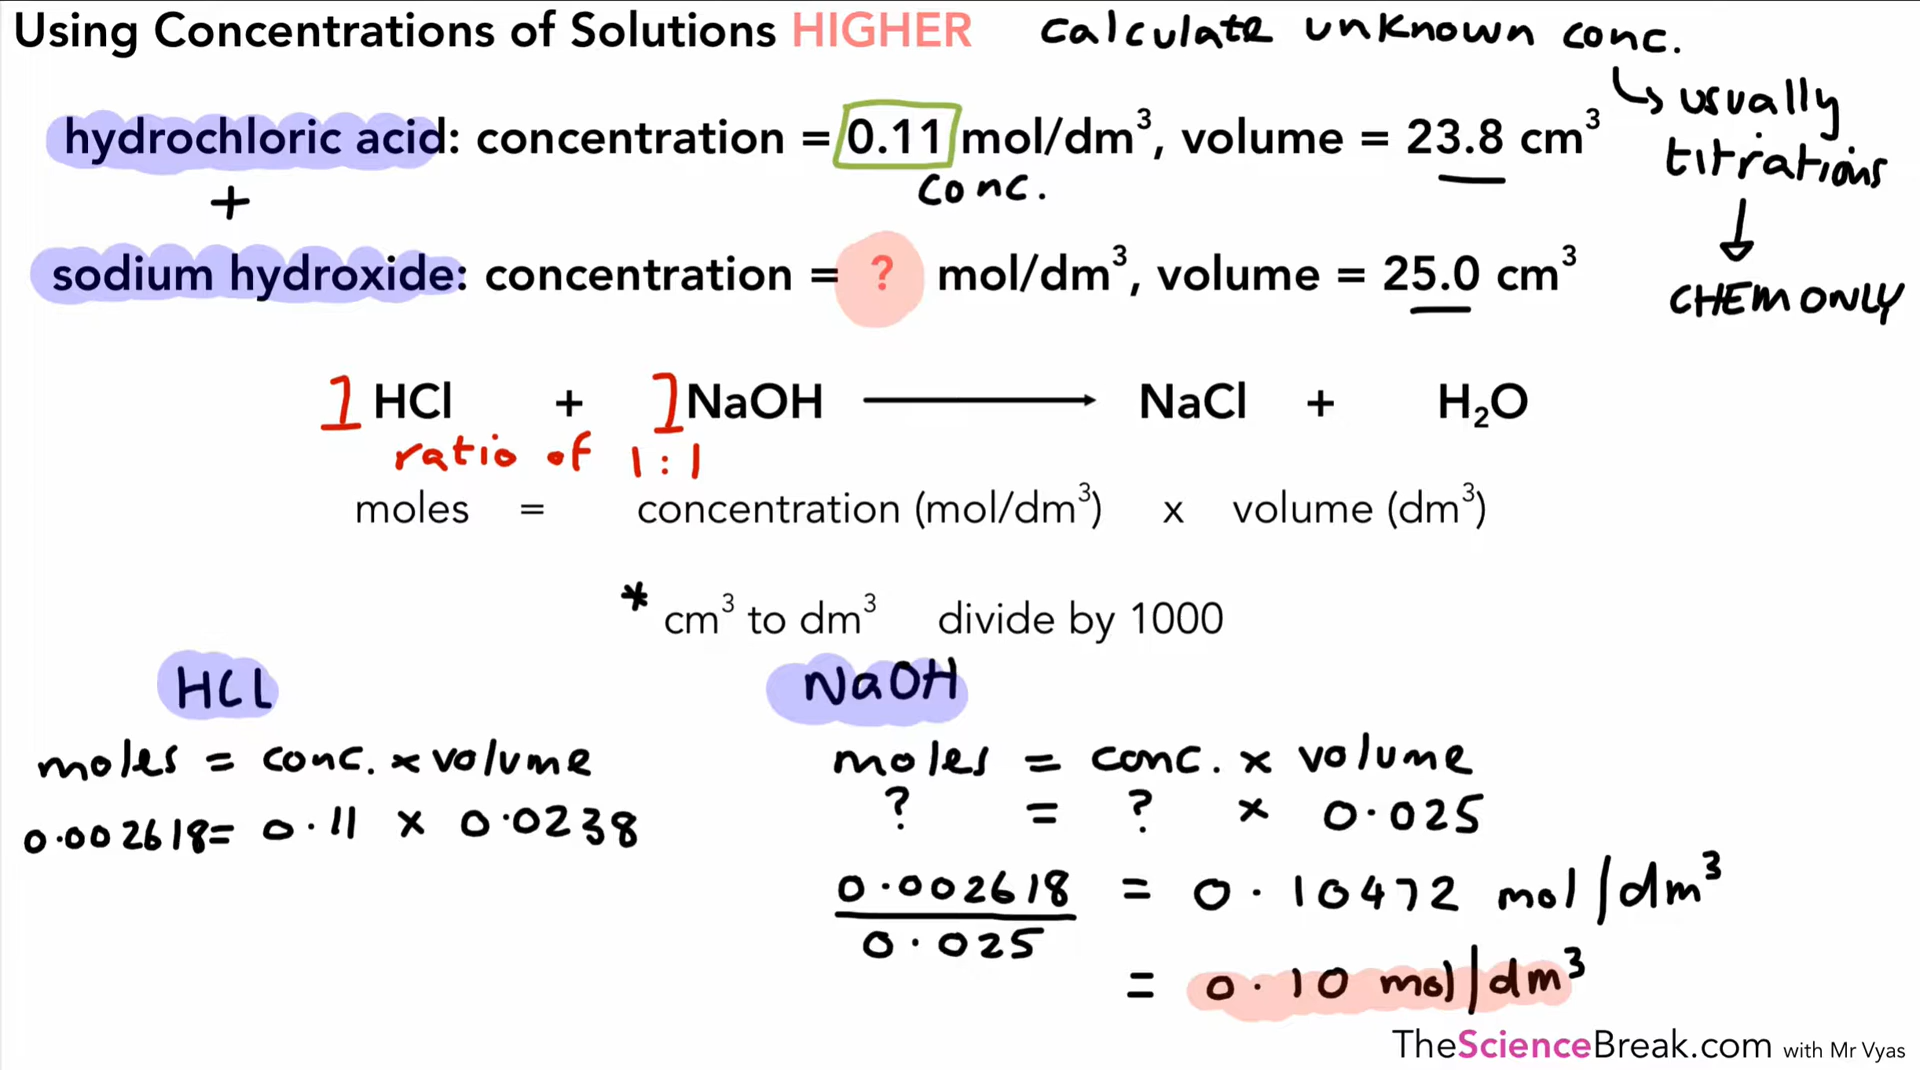 Using Concentrations of Solutions HIGHER calculate unknown conc.
↳ usually
titrations
↓
CHEM ONLY
hydrochloric acid: concentration = 0.11 mol/dm³, volume = 23.8 cm³
conc.
+
sodium hydroxide: concentration = ? mol/dm³, volume = 25.0 cm³
1 HCl + 1 NaOH ⟶ NaCl + H₂O
ratio of 1:1
moles = concentration (mol/dm³) x volume (dm³)
* cm³ to dm³ divide by 1000
HCl
moles = conc. × volume
0.002618 = 0.11 × 0.0238
NaOH
moles = conc. × volume
? = ? × 0.025
0.002618
0.025
= 0.10472 mol/dm³
= 0.10 mol/dm³
TheScienceBreak.com with Mr Vyas